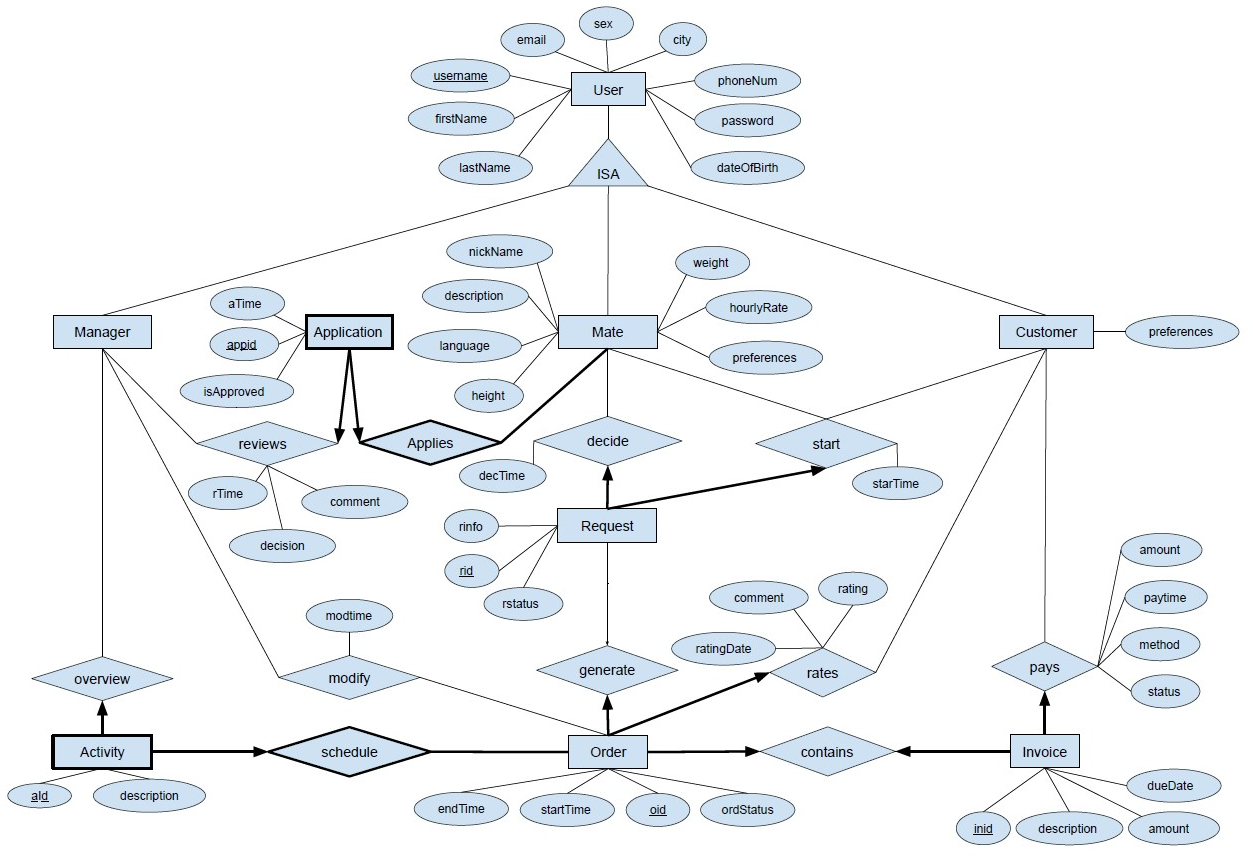 sex
email
city
username
User
phoneNum
firstName
password
lastName
dateOfBirth
ISA
nickName
weight
description
aTime
hourlyRate
Manager
Application
Mate
Customer
preferences
appid
language
preferences
isApproved
height
reviews
Applies
decide
start
decTime
starTime
rTime
comment
rinfo
Request
decision
amount
rid
rating
comment
paytime
rstatus
modtime
method
ratingDate
overview
modify
generate
rates
pays
status
Activity
schedule
Order
contains
Invoice
dueDate
aId
description
endTime
startTime
oid
ordStatus
inid
description
amount